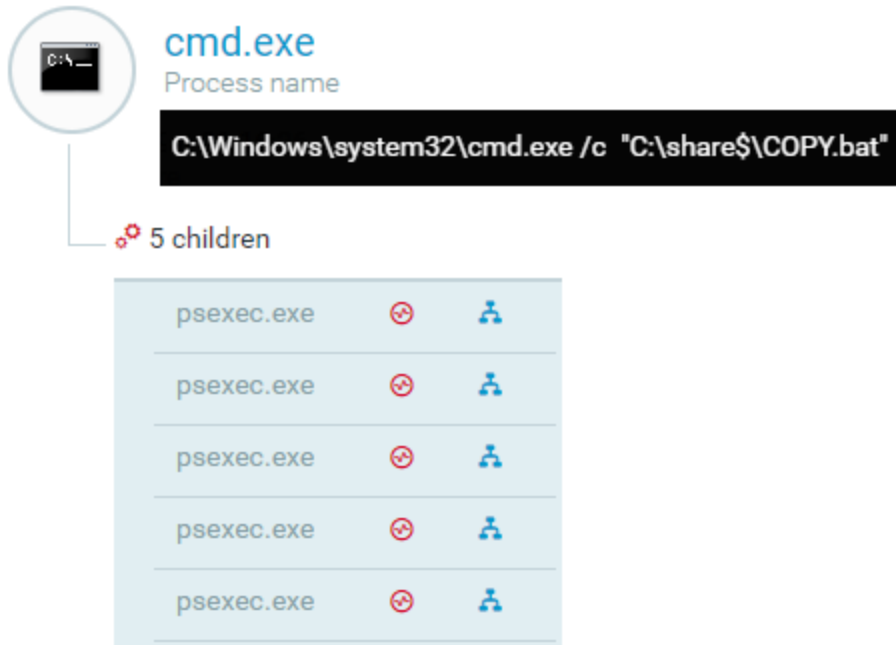 C:\
cmd.exe
Process name
C:\Windows\system32\cmd.exe /c "C:\share$\COPY.bat"
5 children
psexec.exe
psexec.exe
psexec.exe
psexec.exe
psexec.exe